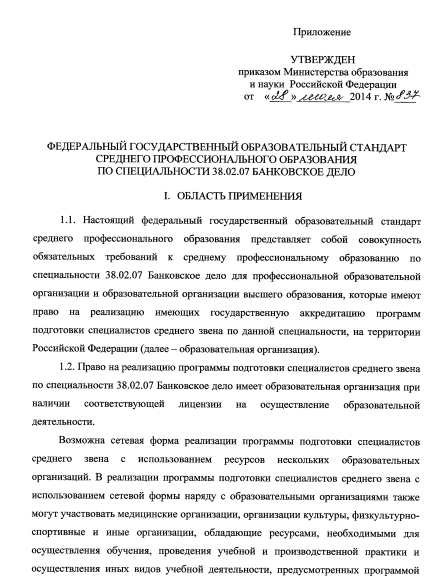 Приложение
УТВЕРЖДЕН
приказом Министерства образования
и науки Российской Федерации
от «28» июля 2014 г. № 837
ФЕДЕРАЛЬНЫЙ ГОСУДАРСТВЕННЫЙ ОБРАЗОВАТЕЛЬНЫЙ СТАНДАРТ
СРЕДНЕГО ПРОФЕССИОНАЛЬНОГО ОБРАЗОВАНИЯ
ПО СПЕЦИАЛЬНОСТИ 38.02.07 БАНКОВСКОЕ ДЕЛО
I. ОБЛАСТЬ ПРИМЕНЕНИЯ
1.1. Настоящий федеральный государственный образовательный стандарт
среднего профессионального образования представляет собой совокупность
обязательных требований к среднему профессиональному образованию по
специальности 38.02.07 Банковское дело для профессиональной образовательной
организации и образовательной организации высшего образования, которые имеют
право на реализацию имеющих государственную аккредитацию программ
подготовки специалистов среднего звена по данной специальности, на территории
Российской Федерации (далее – образовательная организация).
1.2. Право на реализацию программы подготовки специалистов среднего звена
по специальности 38.02.07 Банковское дело имеет образовательная организация при
наличии соответствующей лицензии на осуществление образовательной
деятельности.
Возможна сетевая форма реализации программы подготовки специалистов
среднего звена с использованием ресурсов нескольких образовательных
организаций. В реализации программы подготовки специалистов среднего звена с
использованием сетевой формы наряду с образовательными организациями также
могут участвовать медицинские организации, организации культуры, физкультурно-
спортивные и иные организации, обладающие ресурсами, необходимыми для
осуществления обучения, проведения учебной и производственной практики и
осуществления иных видов учебной деятельности, предусмотренных программой